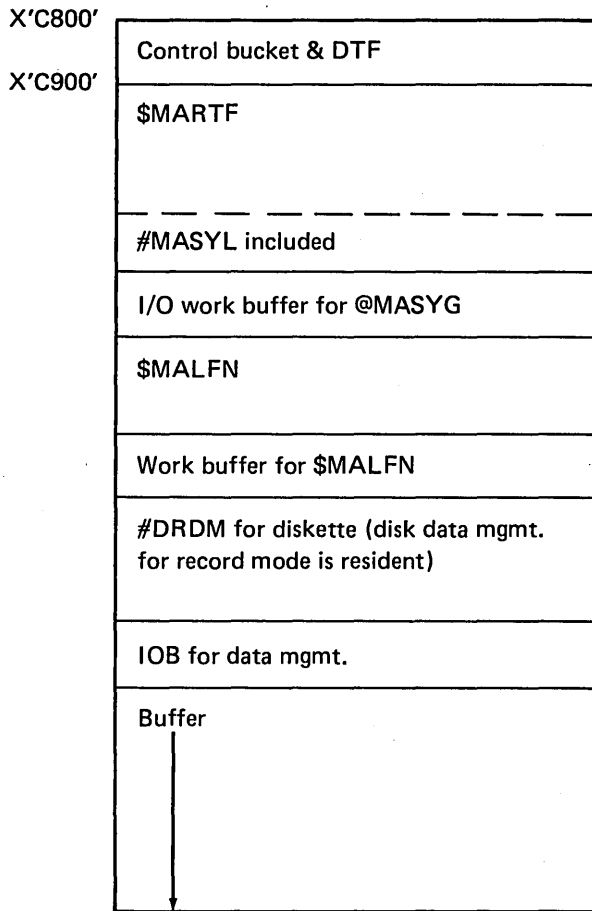 X'C800'
Control bucket & DTF
X'C900'
$MARTF
#MASYL included
I/O work buffer for @MASYG
$MALFN
Work buffer for $MALFN
#DRDM for diskette (disk data mgmt.
for record mode is resident)
IOB for data mgmt.
Buffer